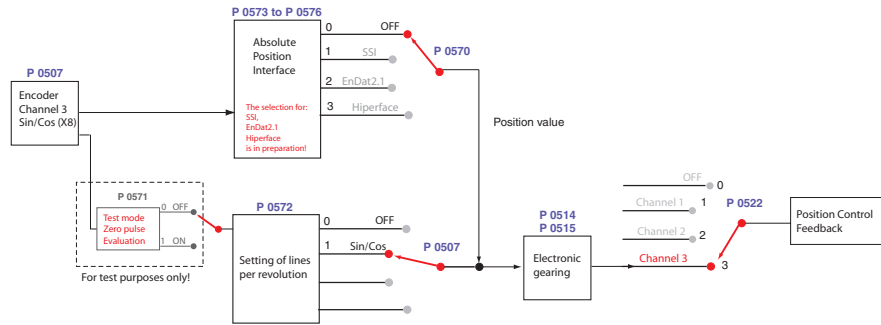 P 0573 to P 0576
P 0507
Encoder
Channel 3
Sin/Cos (X8)
Absolute
Position
Interface
The selection for:
SSI,
EnDat2.1
Hiperface
is in preparation!
0 OFF
1 SSI
2 EnDat2.1
3 Hiperface
P 0570
Position value
P 0571
Test mode
Zero pulse
Evaluation
0 OFF
1 ON
For test purposes only!
P 0572
Setting of lines
per revolution
0 OFF
1 Sin/Cos
P 0507
P 0514
P 0515
Electronic
gearing
OFF 0
Channel 1 1
Channel 2 2
Channel 3 3
P 0522
Position Control
Feedback